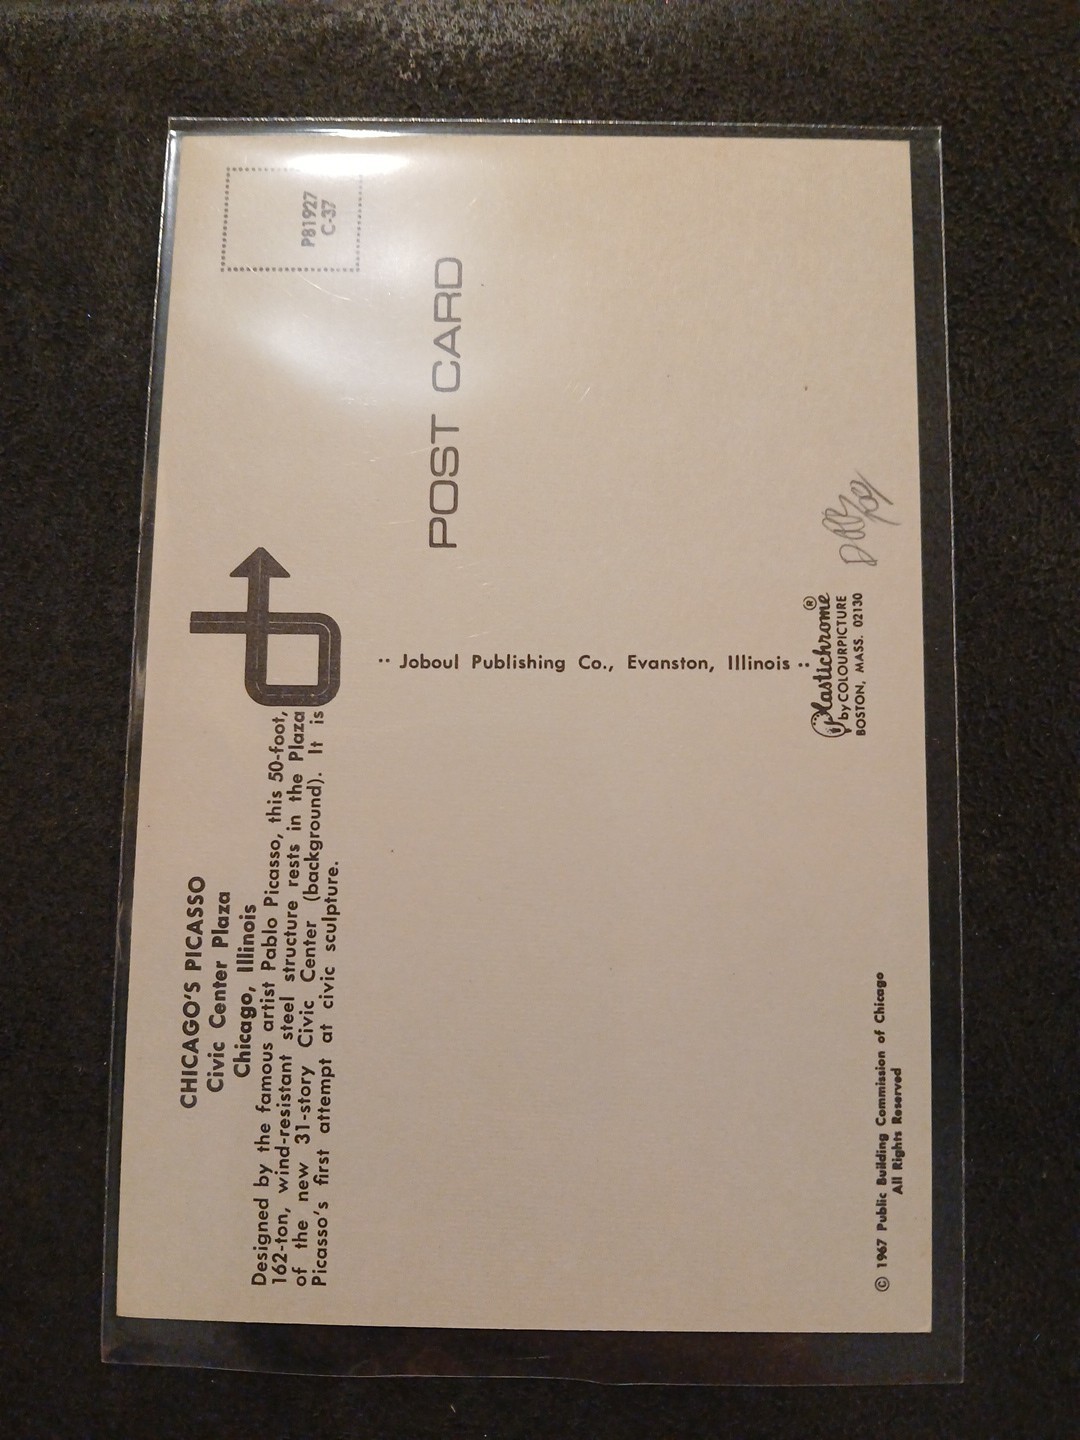 CHICAGO'S PICASSO
Civic Center Plaza
Chicago, Illinois
Designed by the famous artist Pablo Picasso, this 50-foot,
162-ton, wind-resistant steel structure rests in the Plaza
of the new 31-story Civic Center (background). It is
Picasso's first attempt at civic sculpture.
P81927
C-37
POST CARD
:: Joboul Publishing Co., Evanston, Illinois ::
Plastichrome®
by COLOURPICTURE
BOSTON, MASS. 02130
© 1967 Public Building Commission of Chicago
All Rights Reserved